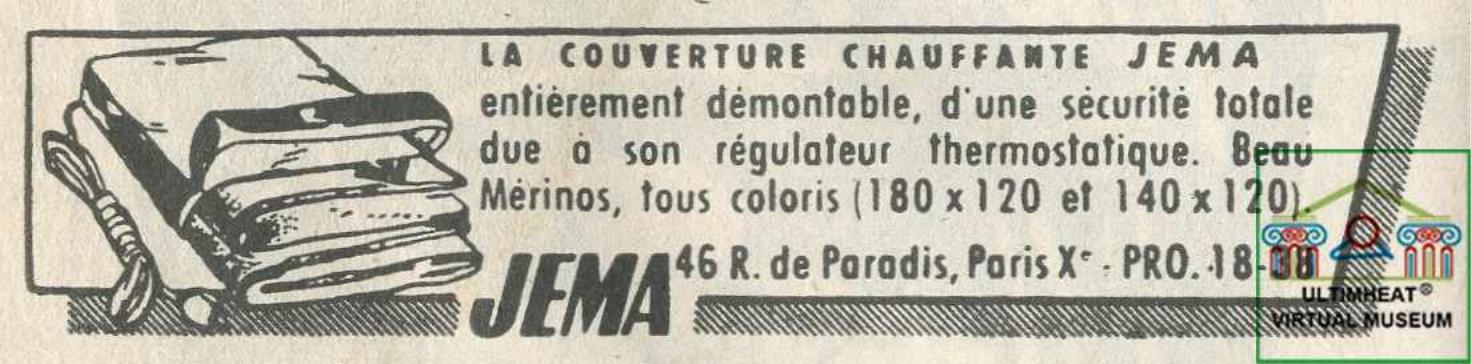 LA COUVERTURE CHAUFFANTE JEMA
entièrement démontable, d'une sécurité totale
due à son régulateur thermostatique. Beau
Mérinos, tous coloris (180 x 120 et 140 x 120).
JEMA 46 R. de Paradis, Paris Xe - PRO. 18-
ULTIMHEAT®
VIRTUAL MUSEUM